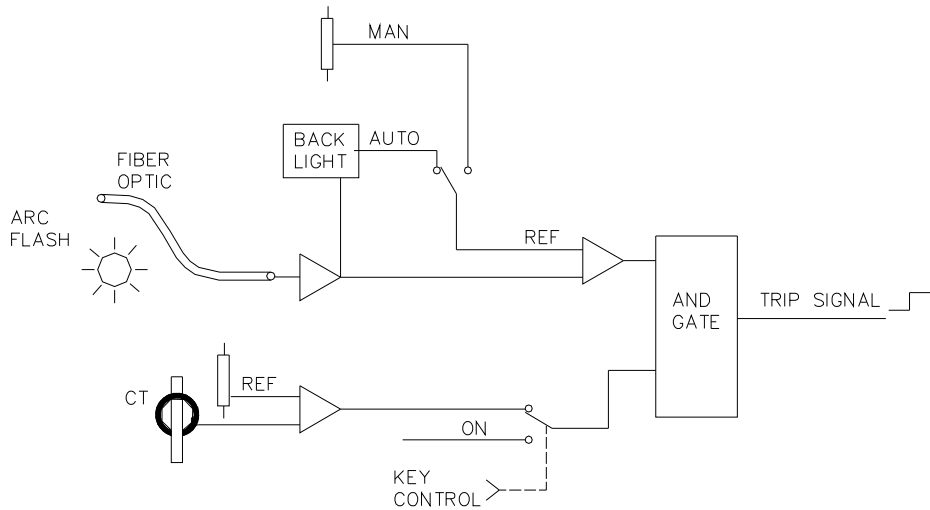 MAN
BACK
LIGHT
AUTO
FIBER
OPTIC
ARC
FLASH
REF
AND
GATE
TRIP SIGNAL
CT
REF
ON
KEY
CONTROL